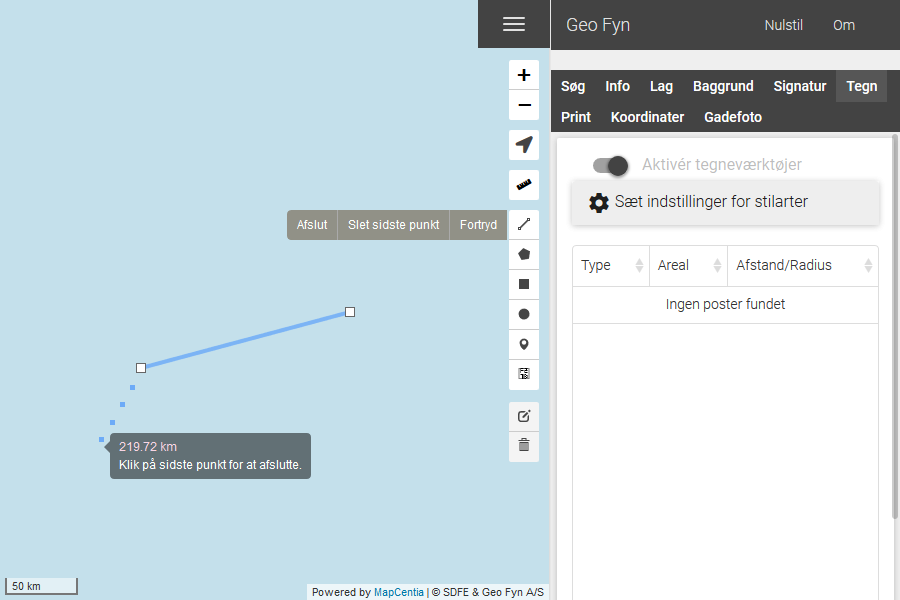 Geo Fyn Nulstil Om
Søg Info Lag Baggrund Signatur Tegn
Print Koordinater Gadefoto
Aktivér tegneværktøjer
Sæt indstillinger for stilarter
Type Areal Afstand/Radius
Ingen poster fundet
+
−
Afslut Slet sidste punkt Fortryd
219.72 km
Klik på sidste punkt for at afslutte.
50 km
Powered by MapCentia | © SDFE & Geo Fyn A/S